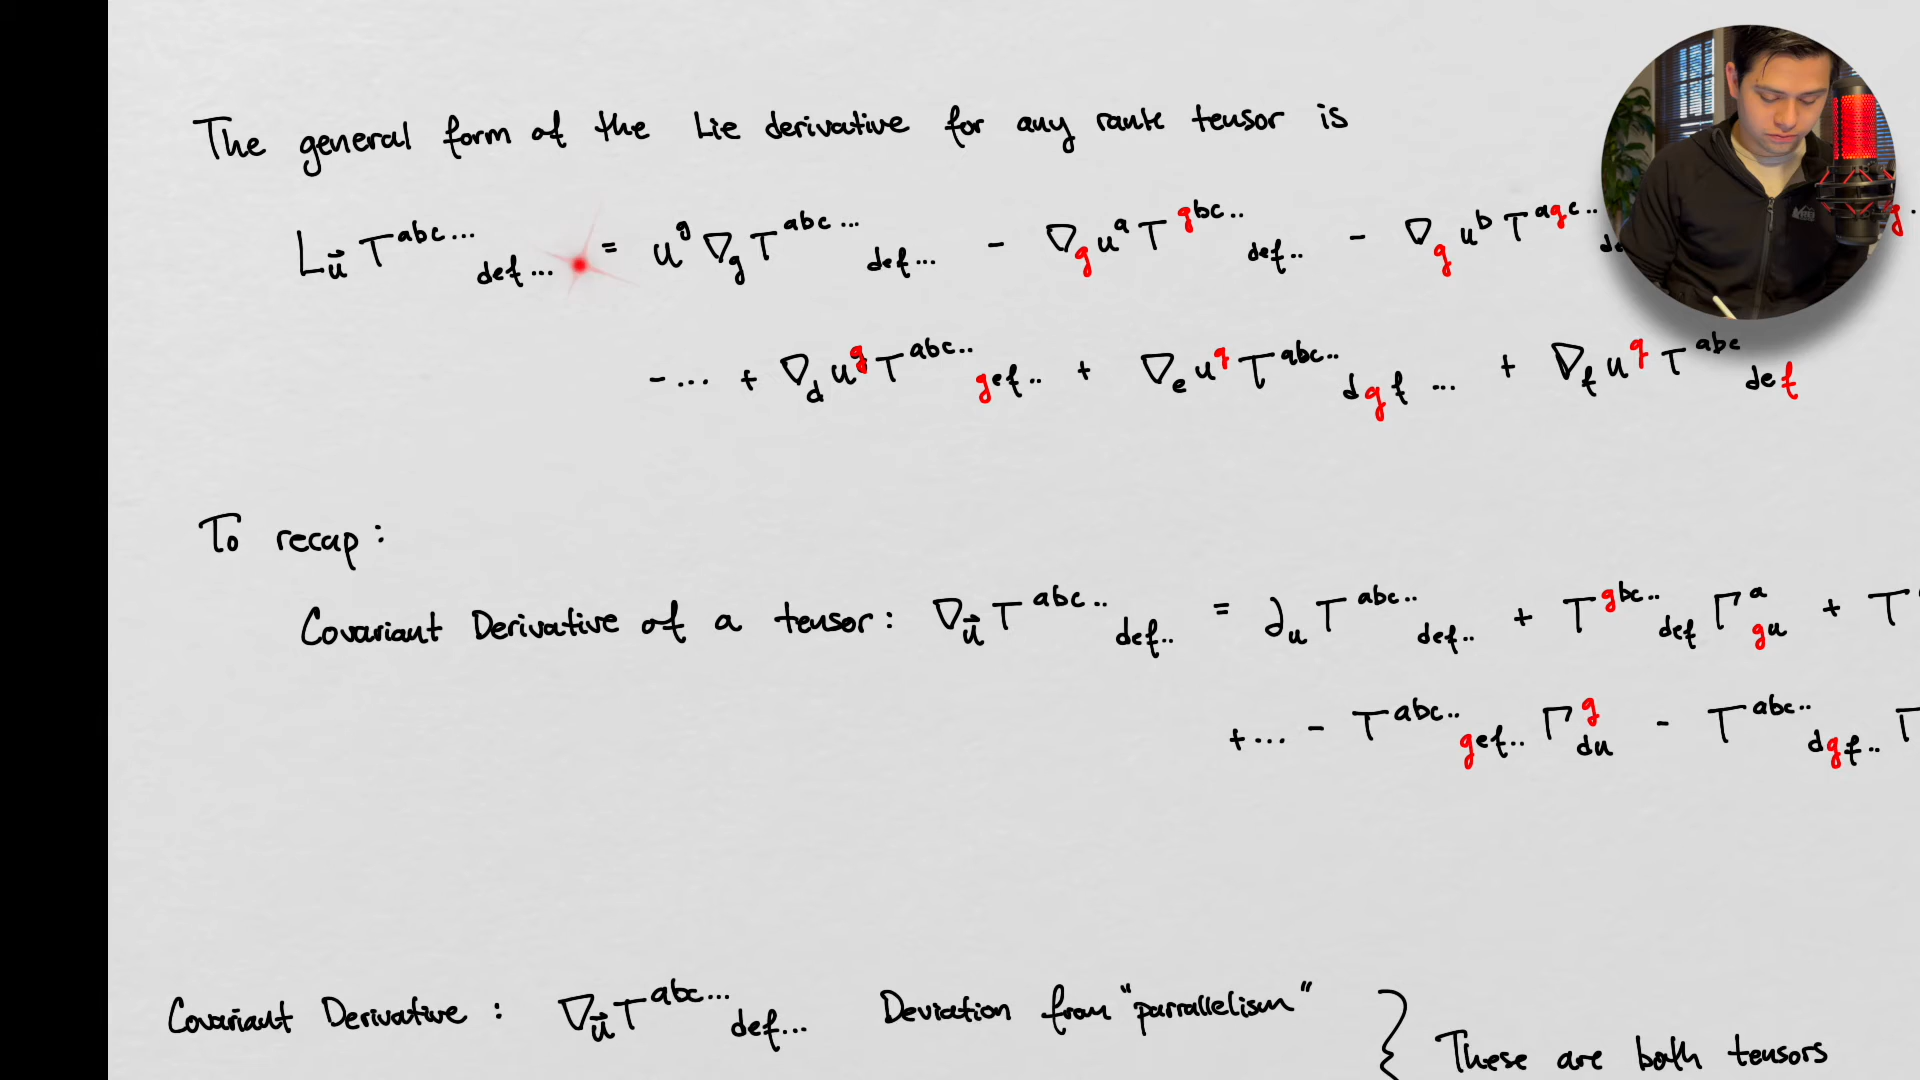 The general form of the Lie derivative for any rank tensor is
L_u⃗ T^{abc...}_{def...} = u^g ∇_g T^{abc...}_{def...} - ∇_g u^a T^{gbc..}_{def..} - ∇_g u^b T^{agc..}
- ... + ∇_d u^g T^{abc..}_{gef..} + ∇_e u^g T^{abc..}_{dgf ...} + ∇_f u^g T^{abc}_{def}
To recap:
Covariant Derivative of a tensor: ∇_u⃗ T^{abc..}_{def..} = ∂_u T^{abc..}_{def..} + T^{gbc..}_{def} Γ^a_{gu} + T
+ ... - T^{abc..}_{gef..} Γ^g_{du} - T^{abc..}_{dgf..} Γ
Covariant Derivative: ∇_u⃗ T^{abc...}_{def...} Deviation from "parrallelism"
These are both tensors